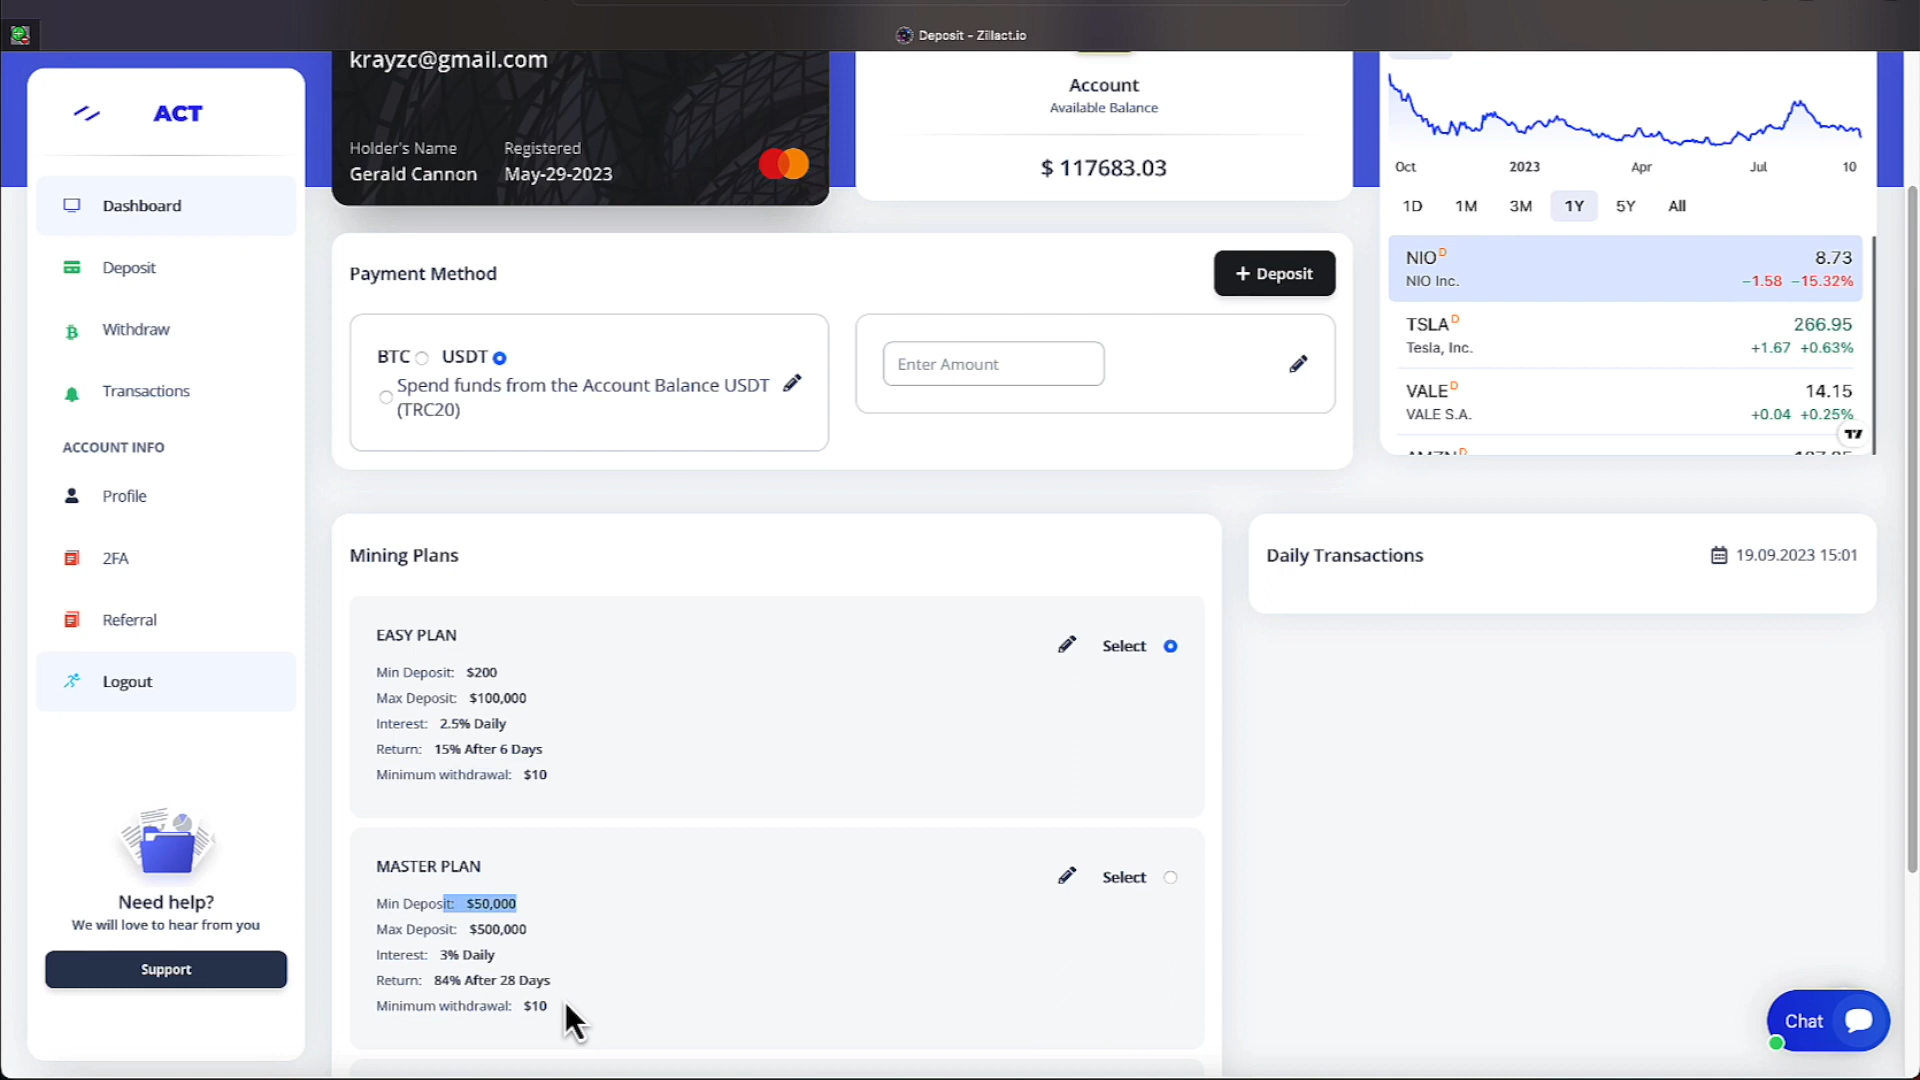 Deposit - Zillact.io
krayzc@gmail.com
Holder's Name
Registered
Gerald Cannon
May-29-2023
Account
Available Balance
$ 117683.03
Oct
2023
Apr
Jul
10
1D
1M
3M
1Y
5Y
All
NIO D
8.73
NIO Inc.
−1.58 −15.32%
TSLA D
266.95
Tesla, Inc.
+1.67 +0.63%
VALE D
14.15
VALE S.A.
+0.04 +0.25%
ACT
Dashboard
Deposit
Withdraw
Transactions
ACCOUNT INFO
Profile
2FA
Referral
Logout
Need help?
We will love to hear from you
Support
Payment Method
+ Deposit
BTC
USDT
Spend funds from the Account Balance USDT
(TRC20)
Enter Amount
Mining Plans
EASY PLAN
Select
Min Deposit: $200
Max Deposit: $100,000
Interest: 2.5% Daily
Return: 15% After 6 Days
Minimum withdrawal: $10
MASTER PLAN
Select
Min Deposit: $50,000
Max Deposit: $500,000
Interest: 3% Daily
Return: 84% After 28 Days
Minimum withdrawal: $10
Daily Transactions
19.09.2023 15:01
Chat